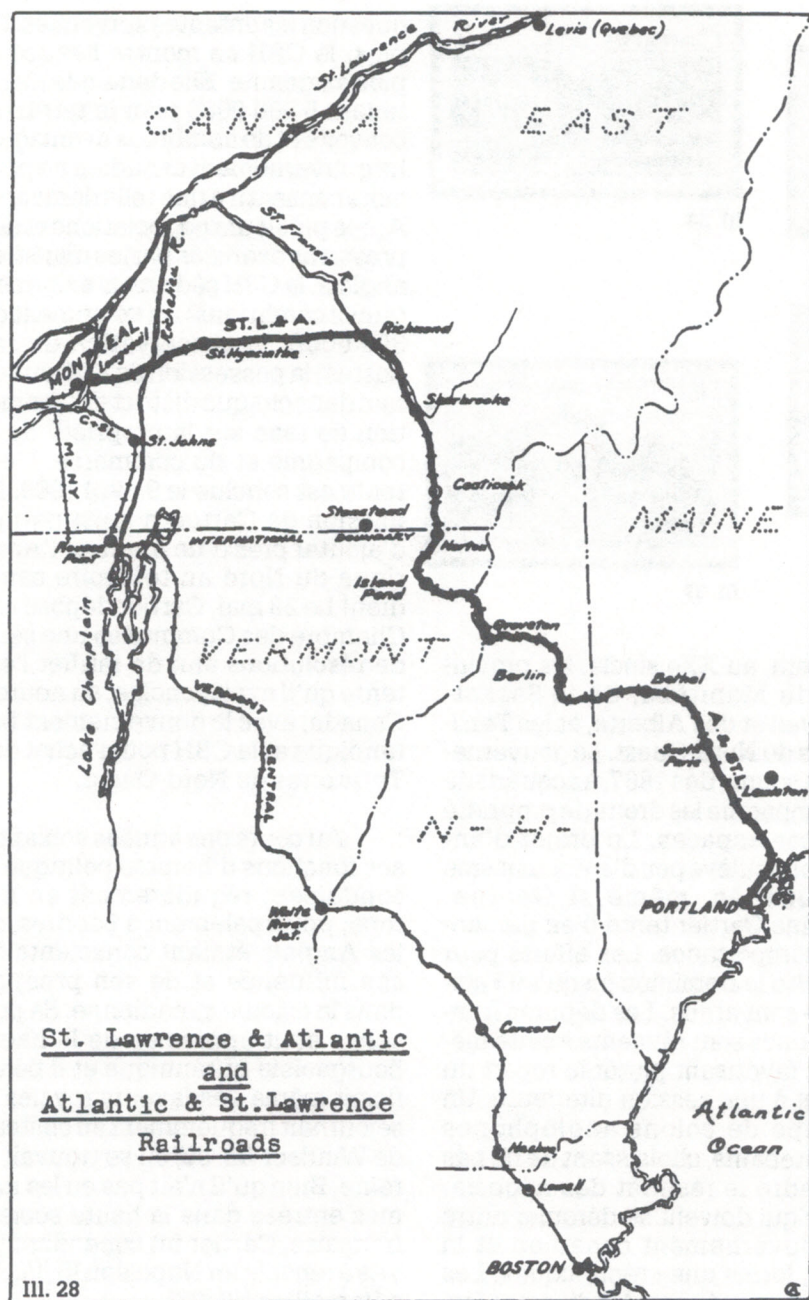 St. Lawrence River
Levis (Quebec)
CANADA EAST
St. Francis R.
Richelieu R.
ST. L. & A.
Richmond
MONTREAL
Longueuil
St. Hyacinthe
Sherbrooke
C. & St. L.
St. Johns
M. & N.Y.
Coaticook
Stanstead
MAINE
Rouses Point
INTERNATIONAL BOUNDARY
Island Pond
VERMONT
Groveton
Berlin
Bethel
Lake Champlain
VERMONT CENTRAL
South Paris
Lewiston
N. H.
White River Jct.
PORTLAND
Concord
St. Lawrence & Atlantic
and
Atlantic & St. Lawrence
Railroads
Atlantic Ocean
Lowell
BOSTON
Ill. 28